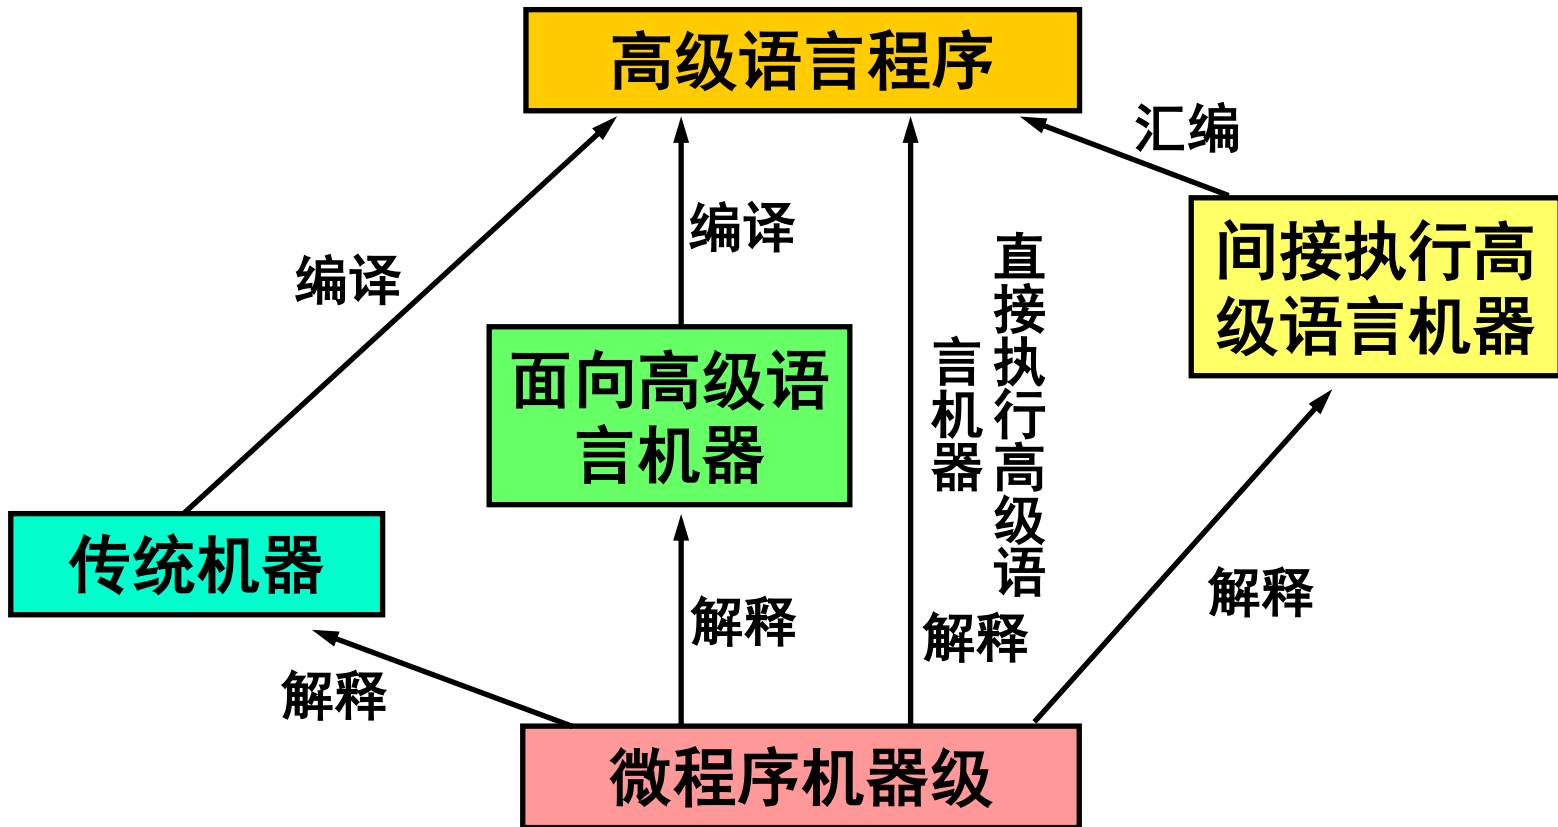 高级语言程序
汇编
编译
编译
间接执行高
级语言机器
直接执行高级语
言机器
面向高级语
言机器
传统机器
解释
解释
解释
解释
微程序机器级